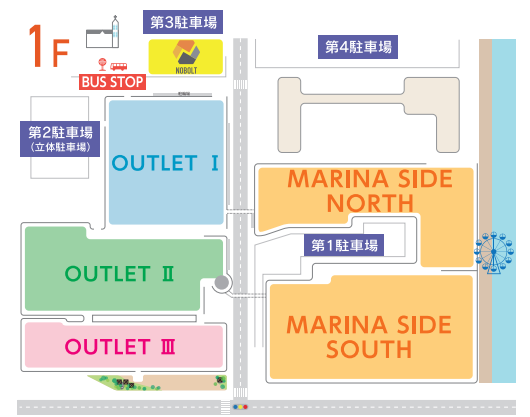 1F
第3駐車場
NOBOLT
BUS STOP
第4駐車場
第2駐車場
(立体駐車場)
OUTLET Ⅰ
MARINA SIDE
NORTH
第1駐車場
OUTLET Ⅱ
MARINA SIDE
SOUTH
OUTLET Ⅲ